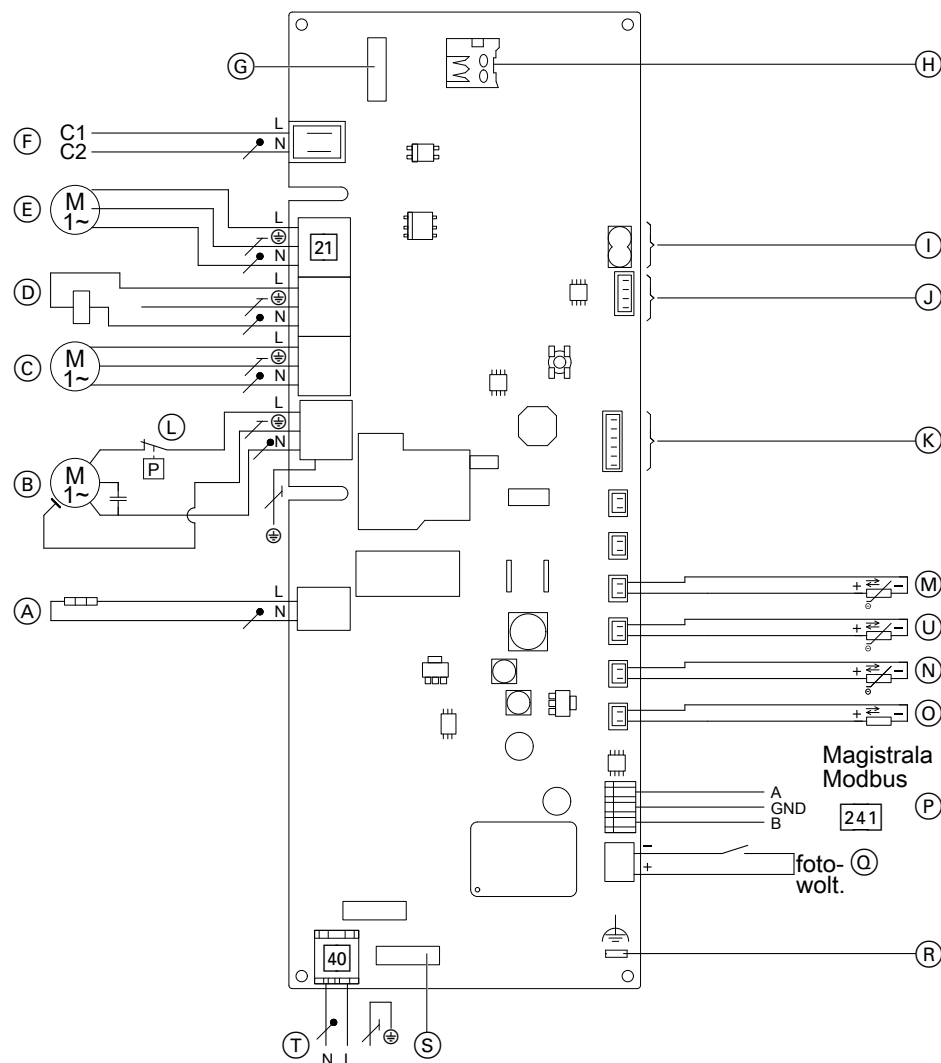 G
H
F
C1
C2
L
N
E
M
1~
L
N
21
I
D
L
N
J
C
M
1~
L
N
L
L
N
K
B
M
1~
P
A
L
N
+
-
M
+
-
U
+
-
N
+
-
O
Magistrala
Modbus
A
GND
B
241
P
-
+
foto-
wolt.
Q
40
R
T
N L
S